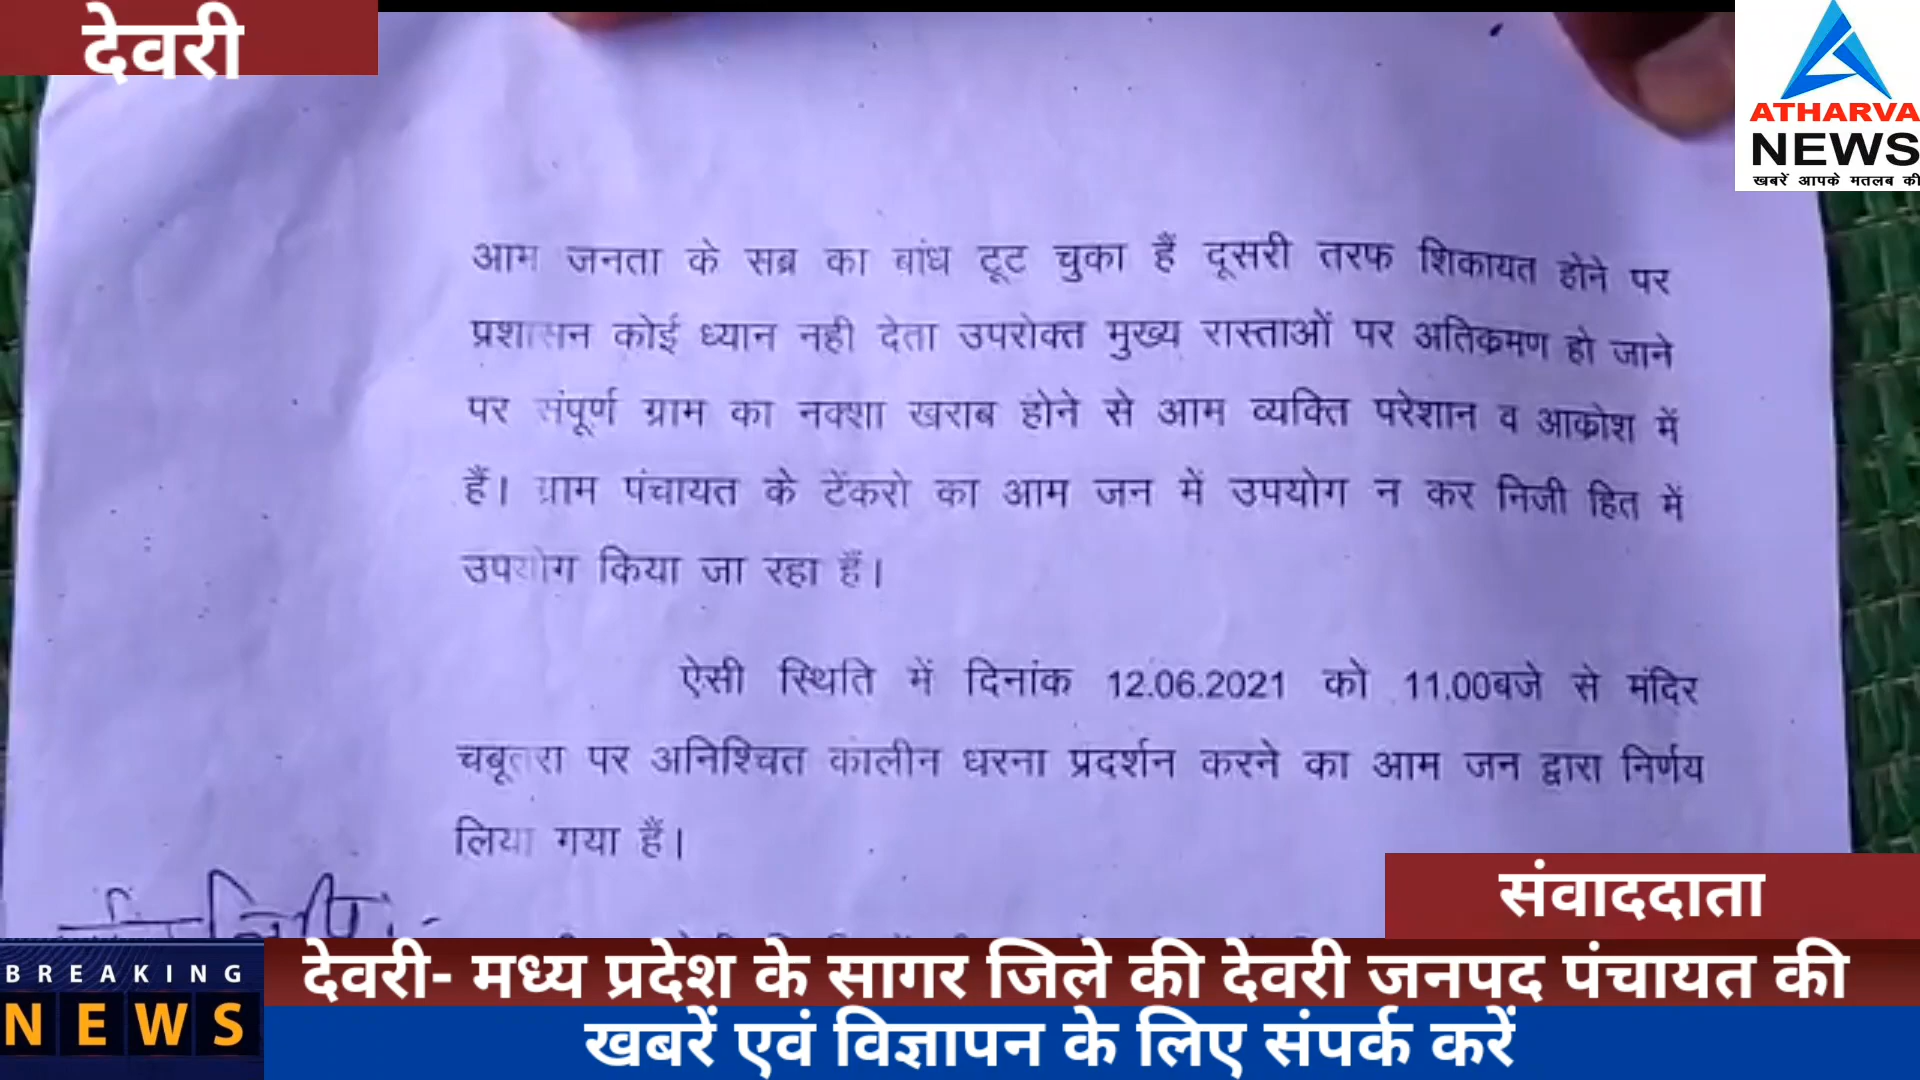 देवरी
ATHARVA
NEWS
खबरें आपके मतलब की
आम जनता के सब्र का बांध टूट चुका हैं दूसरी तरफ शिकायत होने पर
प्रशासन कोई ध्यान नही देता उपरोक्त मुख्य रास्ताओं पर अतिक्रमण हो जाने
पर संपूर्ण ग्राम का नक्शा खराब होने से आम व्यक्ति परेशान व आक्रोश में
हैं। ग्राम पंचायत के टेंकरो का आम जन में उपयोग न कर निजी हित में
उपयोग किया जा रहा हैं।
ऐसी स्थिति में दिनांक 12.06.2021 को 11.00बजे से मंदिर
चबूतरा पर अनिश्चित कालीन धरना प्रदर्शन करने का आम जन द्वारा निर्णय
लिया गया हैं।
संवाददाता
BREAKING
NEWS
देवरी- मध्य प्रदेश के सागर जिले की देवरी जनपद पंचायत की
खबरें एवं विज्ञापन के लिए संपर्क करें